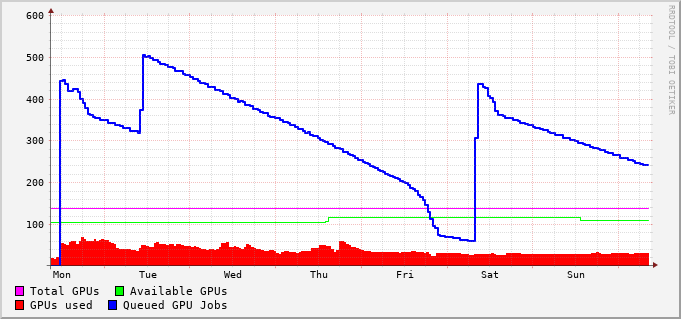 600
500
400
300
200
100
Mon Tue Wed Thu Fri Sat Sun
Total GPUs Available GPUs
GPUs used Queued GPU Jobs
RRDTOOL / TOBI OETIKER